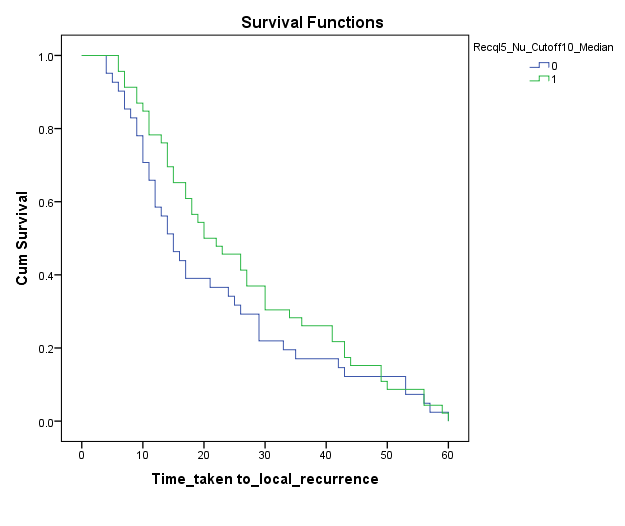 Survival Functions
Recql5_Nu_Cutoff10_Median
0
1
1.0
0.8
0.6
0.4
0.2
0.0
Cum Survival
0 10 20 30 40 50 60
Time_taken to_local_recurrence